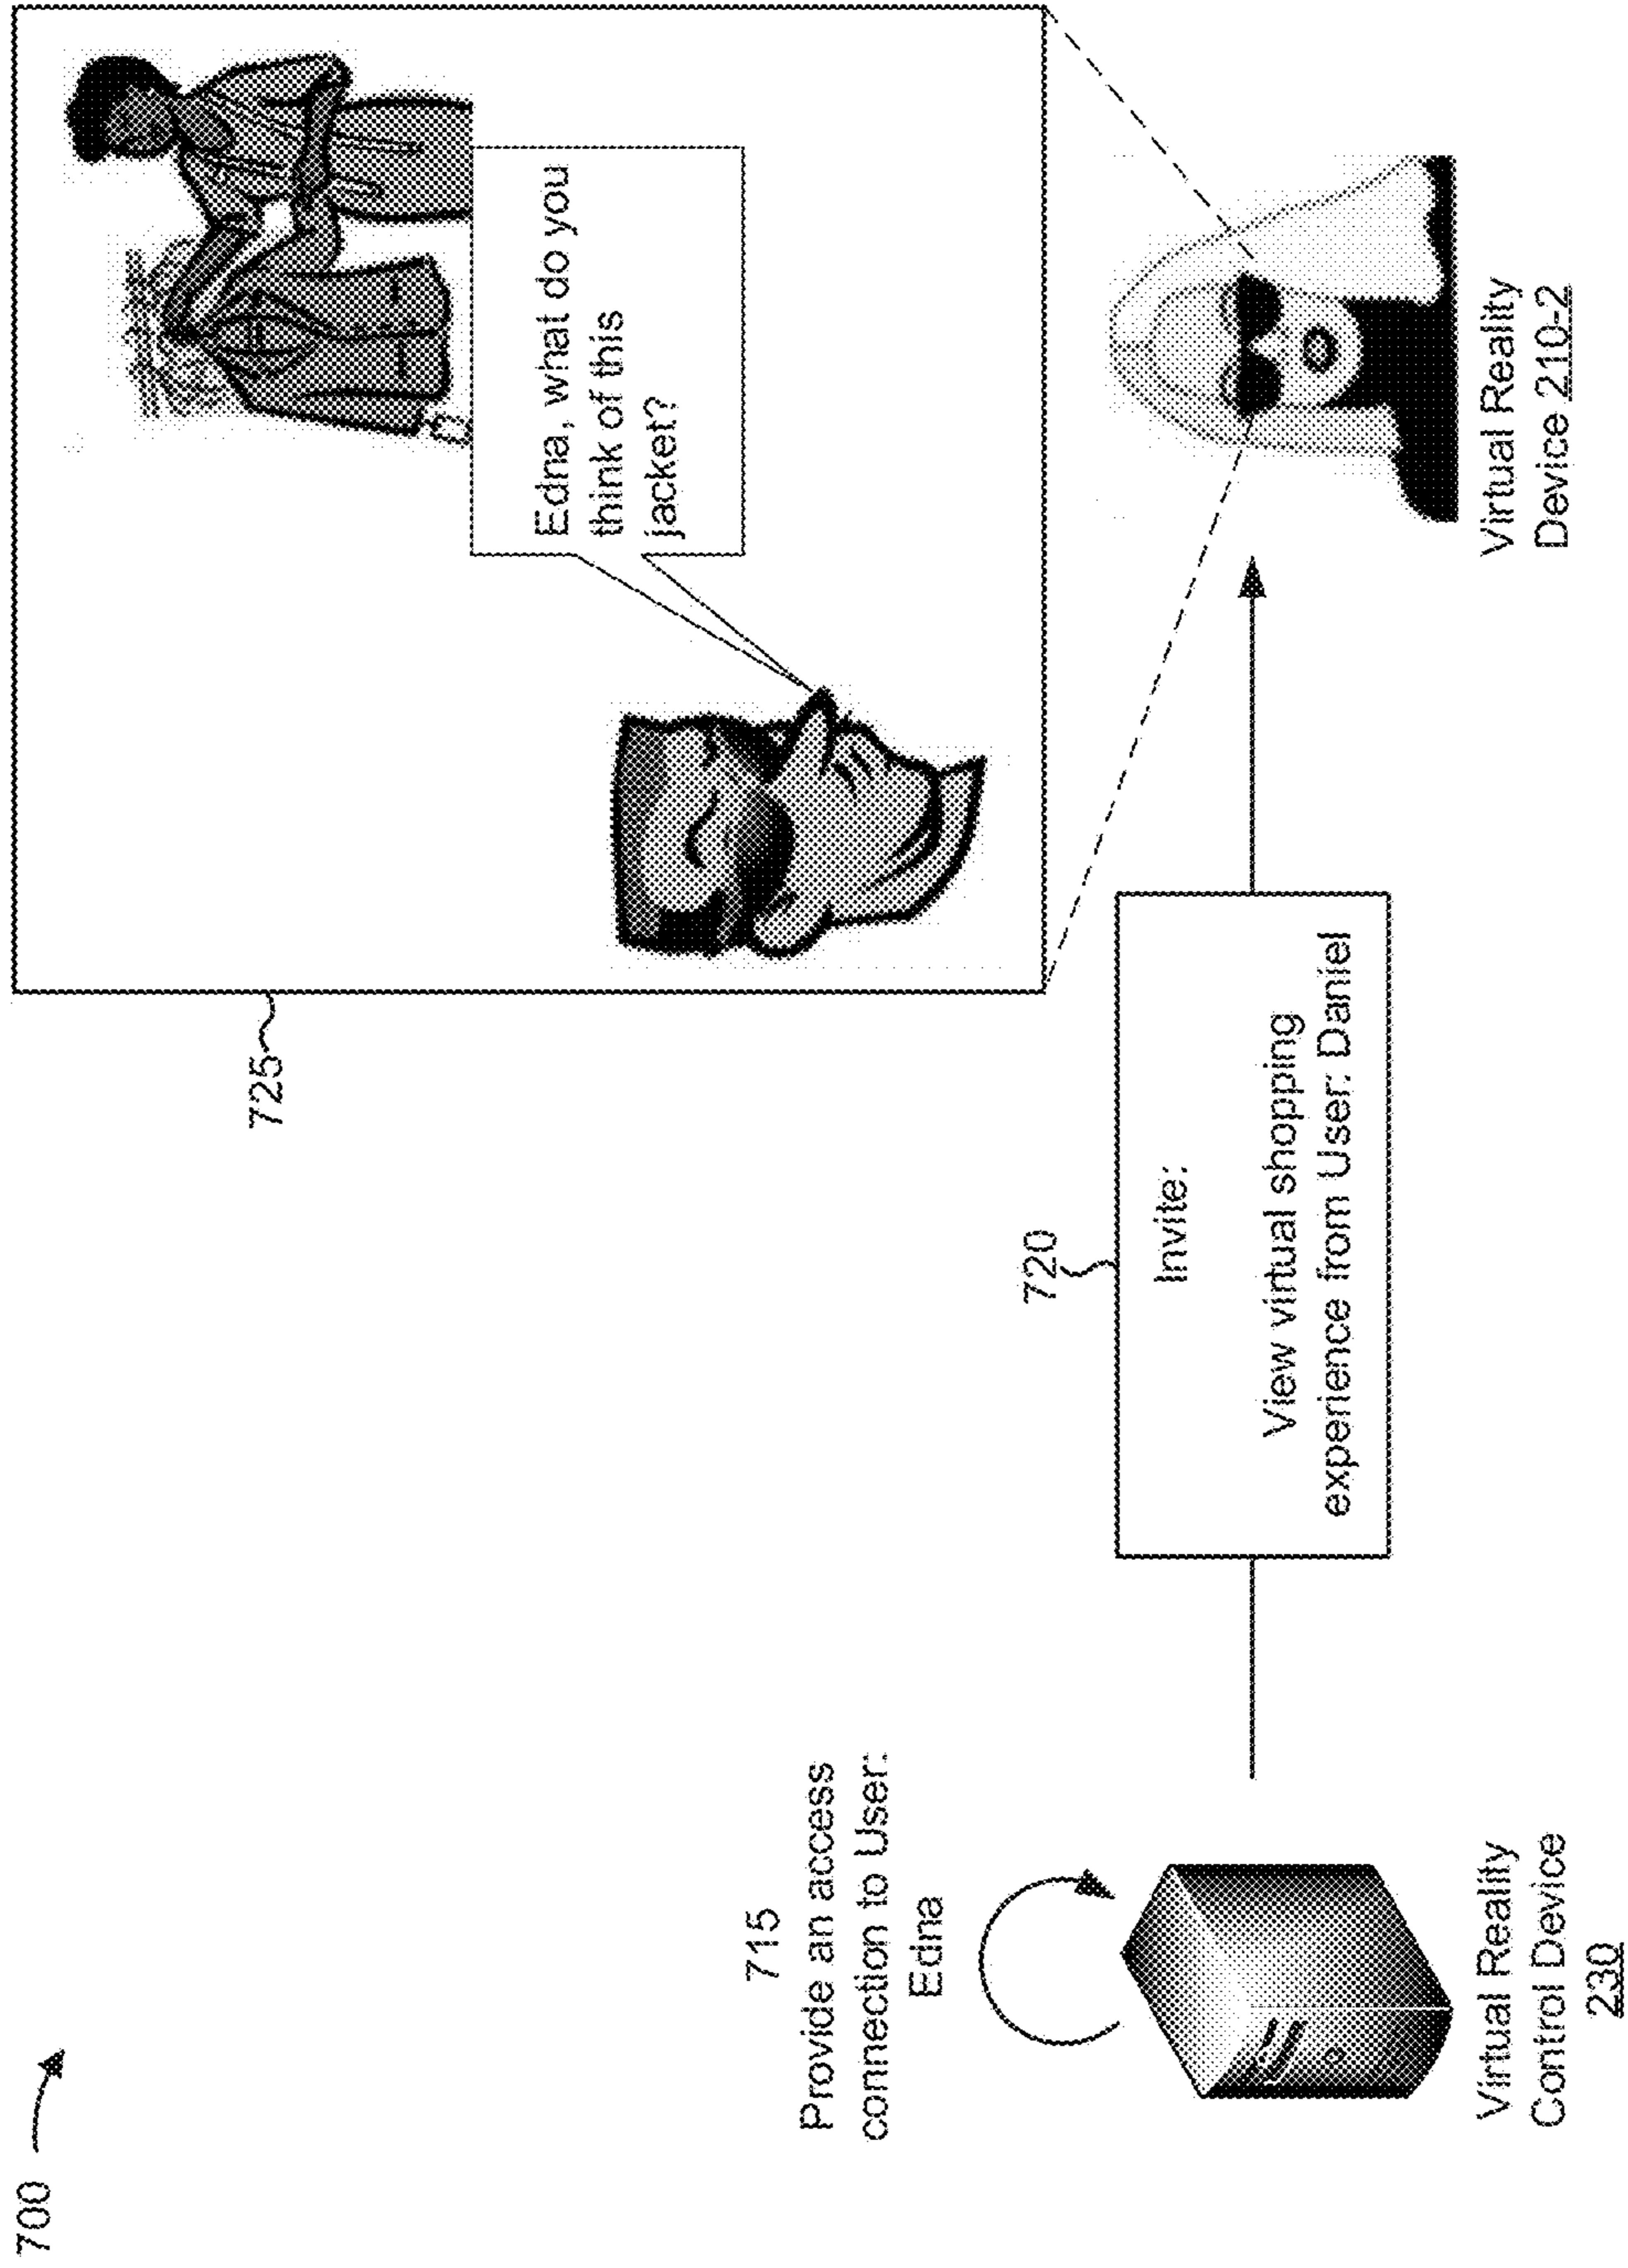 700
725
Edna, what do you
think of this
jacket?
715
Provide an access
connection to User:
Edna
720
Invite:
View virtual shopping
experience from User: Daniel
Virtual Reality
Control Device
230
Virtual Reality
Device 210-2